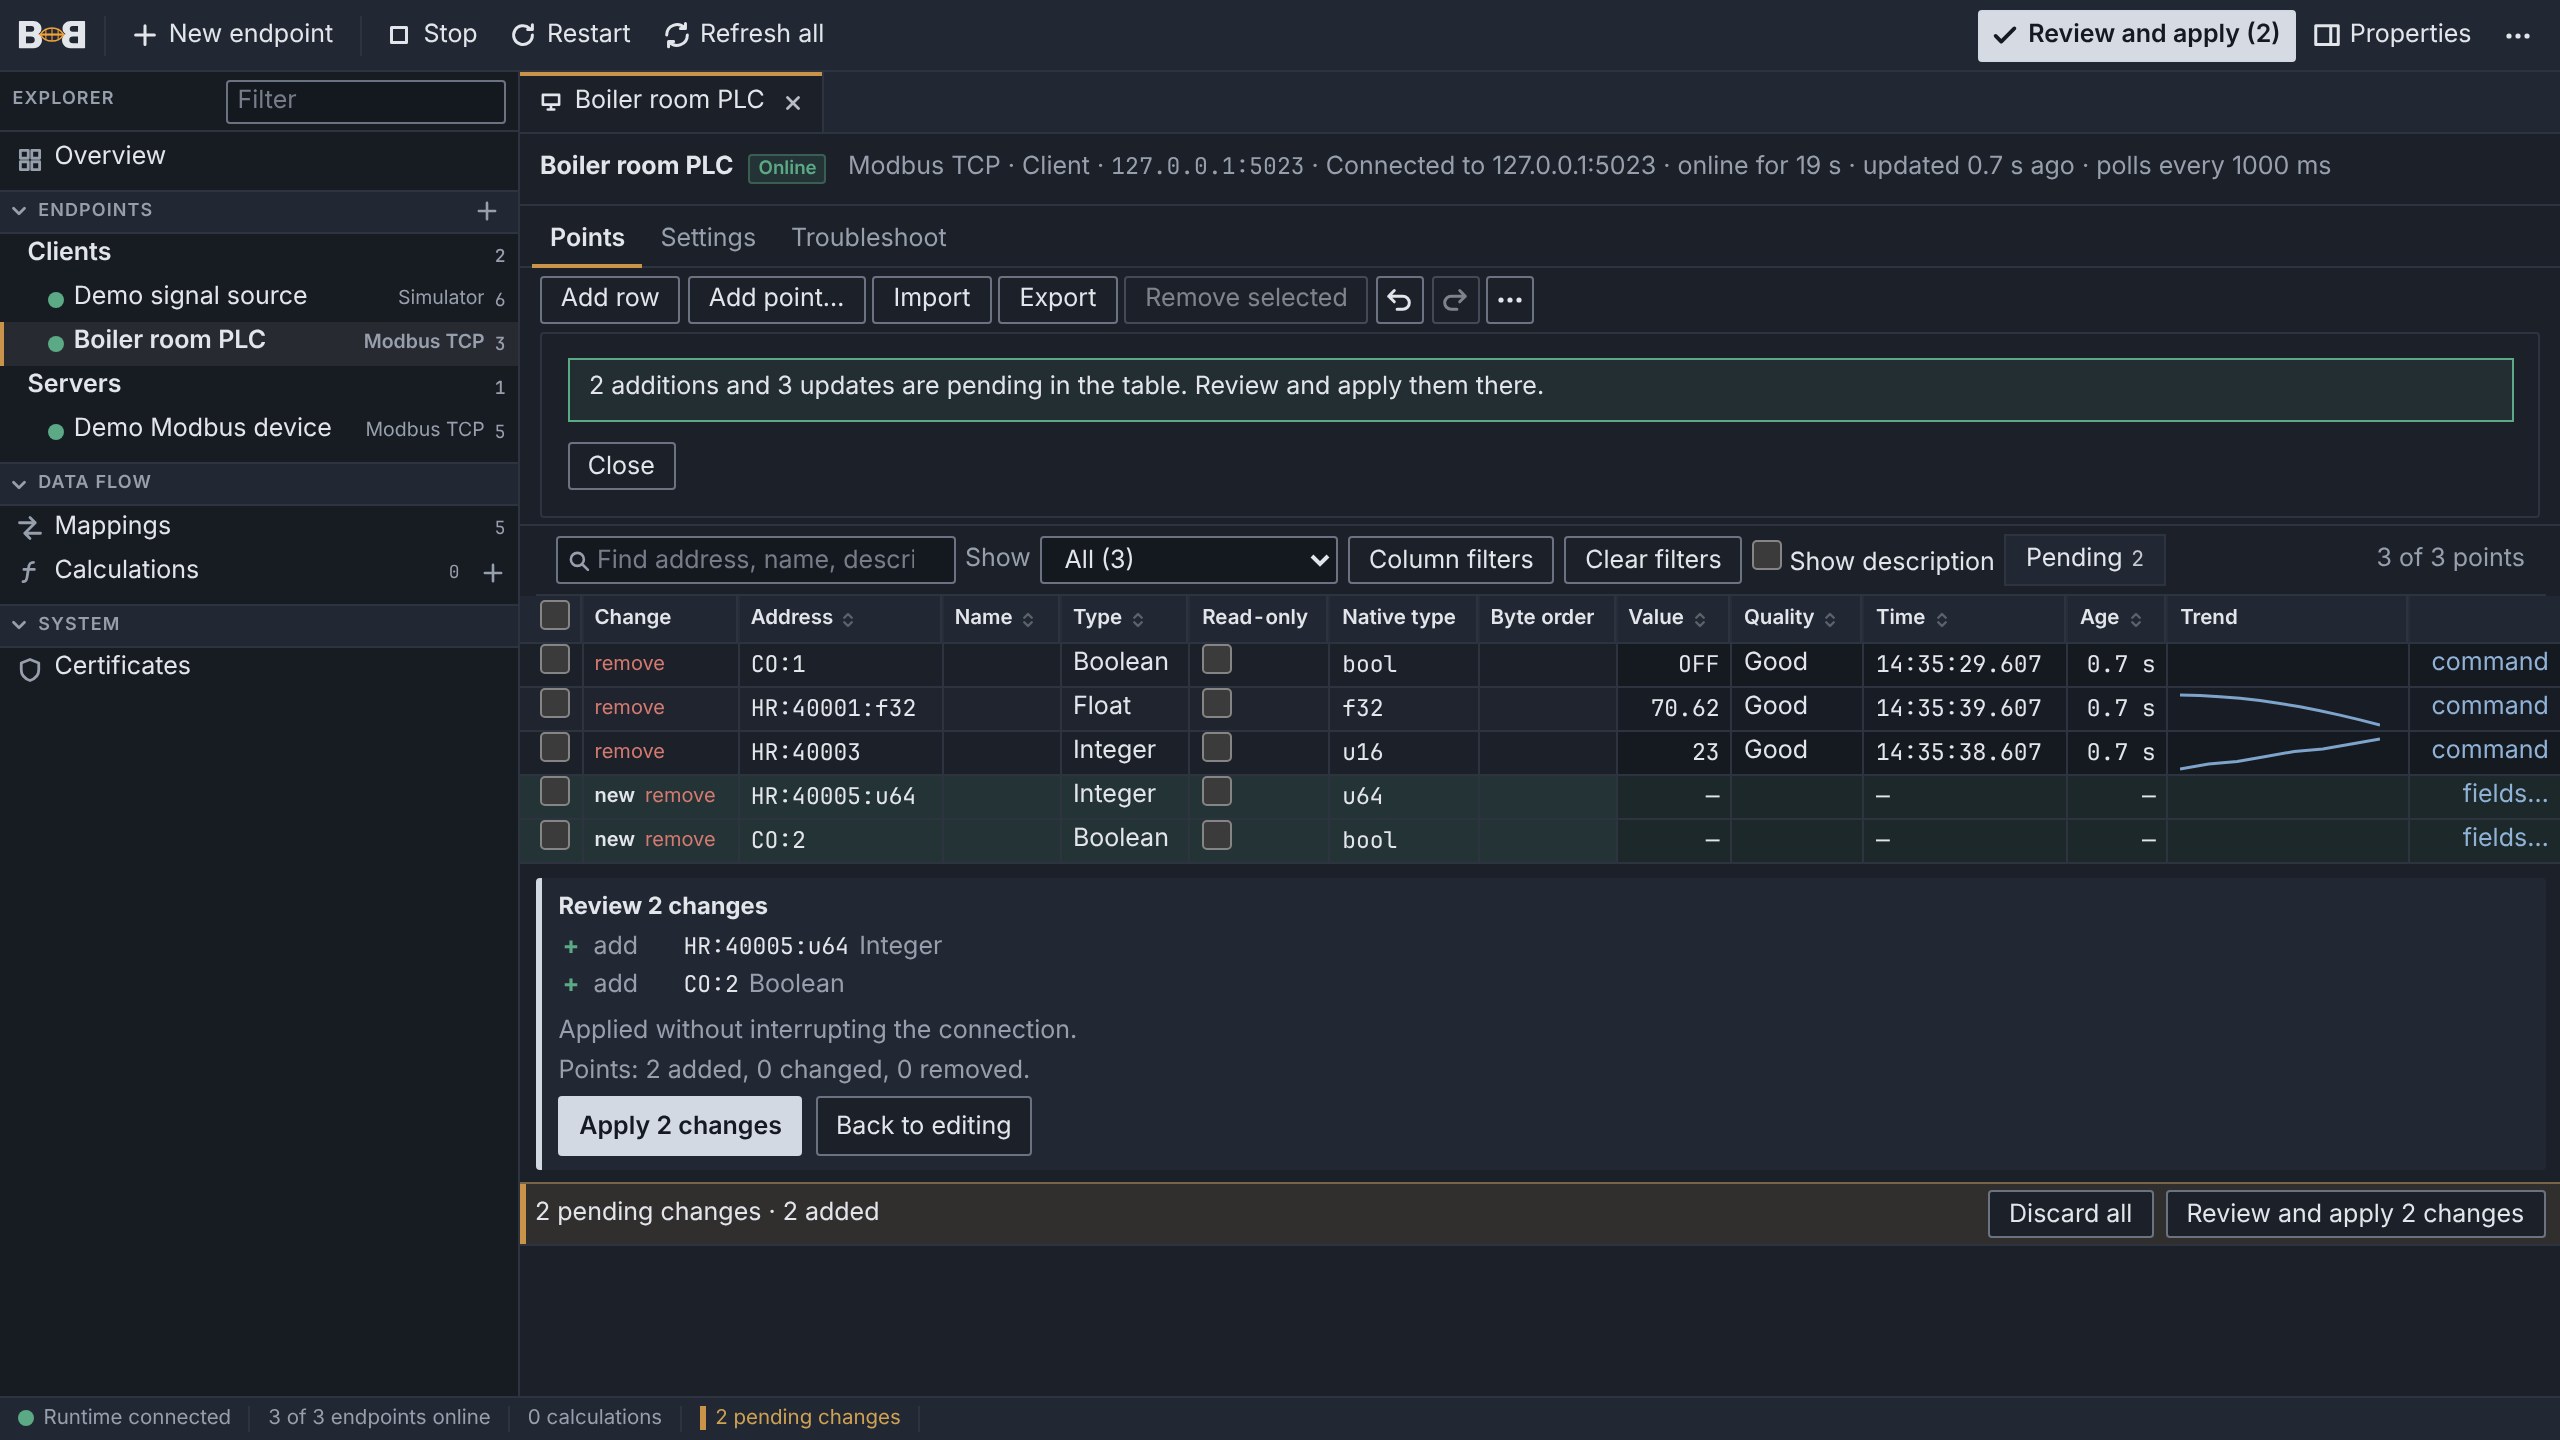 BOB
New endpoint
Stop
Restart
Refresh all
Review and apply (2)
Properties
EXPLORER
Filter
Overview
ENDPOINTS
Clients 2
Demo signal source Simulator 6
Boiler room PLC Modbus TCP 3
Servers 1
Demo Modbus device Modbus TCP 5
DATA FLOW
Mappings 5
Calculations 0
SYSTEM
Certificates
Boiler room PLC
Boiler room PLC Online Modbus TCP · Client · 127.0.0.1:5023 · Connected to 127.0.0.1:5023 · online for 19 s · updated 0.7 s ago · polls every 1000 ms
Points Settings Troubleshoot
Add row Add point... Import Export Remove selected
2 additions and 3 updates are pending in the table. Review and apply them there.
Close
Find address, name, descri Show All (3) Column filters Clear filters Show description Pending 2 3 of 3 points
Change Address Name Type Read-only Native type Byte order Value Quality Time Age Trend
remove CO:1 Boolean bool OFF Good 14:35:29.607 0.7 s command
remove HR:40001:f32 Float f32 70.62 Good 14:35:39.607 0.7 s command
remove HR:40003 Integer u16 23 Good 14:35:38.607 0.7 s command
new remove HR:40005:u64 Integer u64 – – – fields...
new remove CO:2 Boolean bool – – – fields...
Review 2 changes
+ add HR:40005:u64 Integer
+ add CO:2 Boolean
Applied without interrupting the connection.
Points: 2 added, 0 changed, 0 removed.
Apply 2 changes Back to editing
2 pending changes · 2 added Discard all Review and apply 2 changes
Runtime connected 3 of 3 endpoints online 0 calculations 2 pending changes